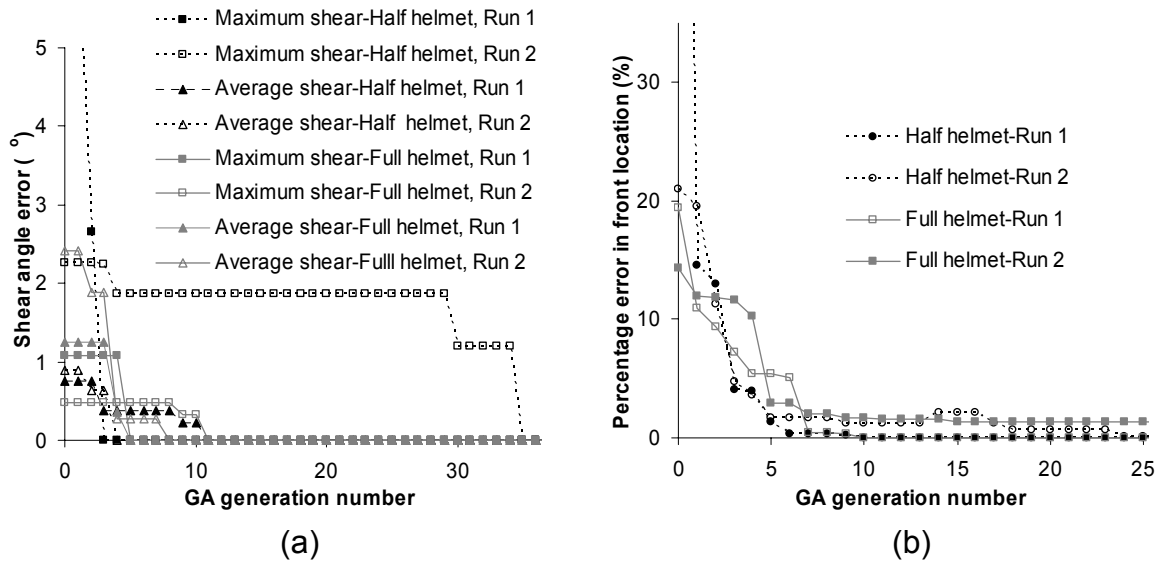 Maximum shear-Half helmet, Run 1
Maximum shear-Half helmet, Run 2
Average shear-Half helmet, Run 1
Average shear-Half  helmet, Run 2
Maximum shear-Full helmet, Run 1
Maximum shear-Full helmet, Run 2
Average shear-Full helmet, Run 1
Average shear-Fulll helmet, Run 2
Shear angle error ( °)
5
4
3
2
1
0
0 10 20 30
GA generation number
(a)
Percentage error in front location (%)
30
20
10
0
Half helmet-Run 1
Half helmet-Run 2
Full helmet-Run 1
Full helmet-Run 2
0 5 10 15 20 25
GA generation number
(b)